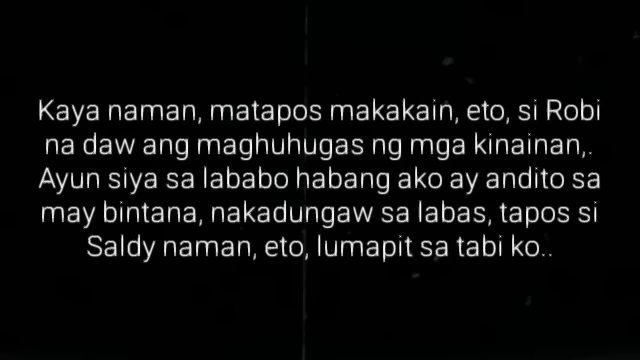 Kaya naman, matapos makakain, eto, si Robi
na daw ang maghuhugas ng mga kinainan,.
Ayun siya sa lababo habang ako ay andito sa
may bintana, nakadungaw sa labas, tapos si
Saldy naman, eto, lumapit sa tabi ko..